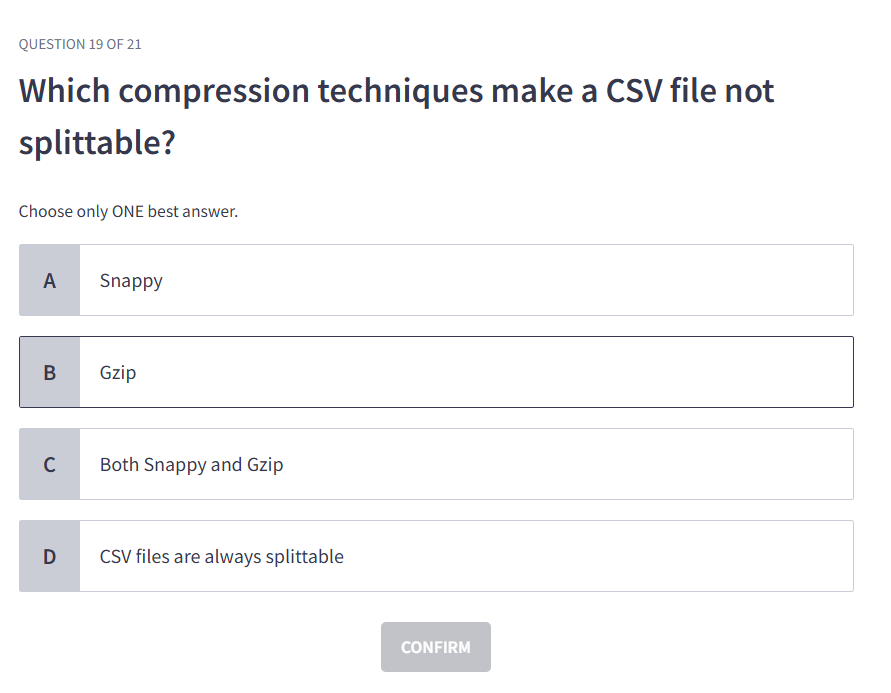 QUESTION 19 OF 21
Which compression techniques make a CSV file not
splittable?
Choose only ONE best answer.
A Snappy
B Gzip
C Both Snappy and Gzip
D CSV files are always splittable
CONFIRM